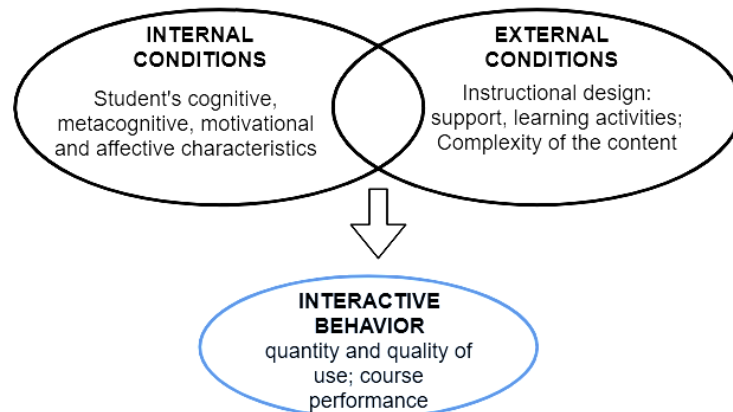 INTERNAL
CONDITIONS
Student's cognitive,
metacognitive, motivational
and affective characteristics
EXTERNAL
CONDITIONS
Instructional design:
support, learning activities;
Complexity of the content
INTERACTIVE
BEHAVIOR
quantity and quality of
use; course
performance